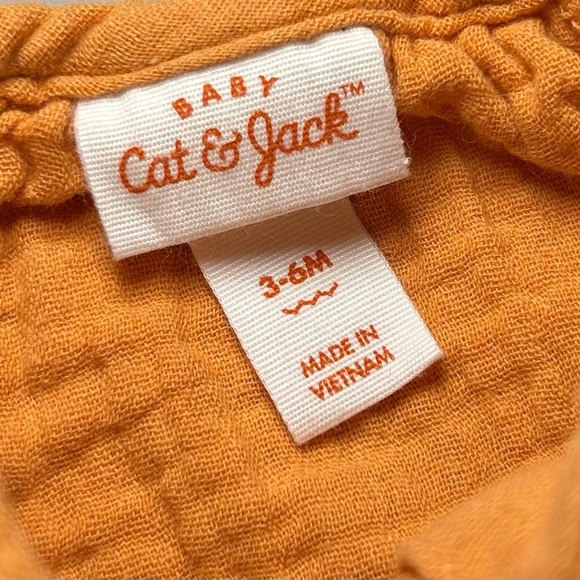 BABY
Cat & Jack™
3-6M
MADE IN
VIETNAM